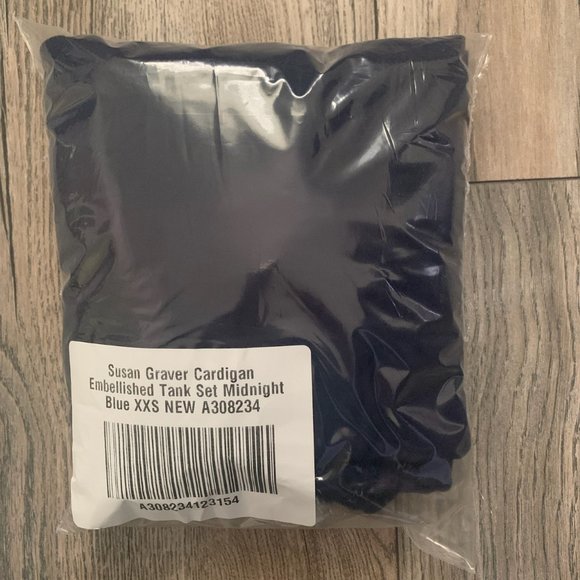 Susan Graver Cardigan
Embellished Tank Set Midnight
Blue XXS NEW A308234
A308234123154